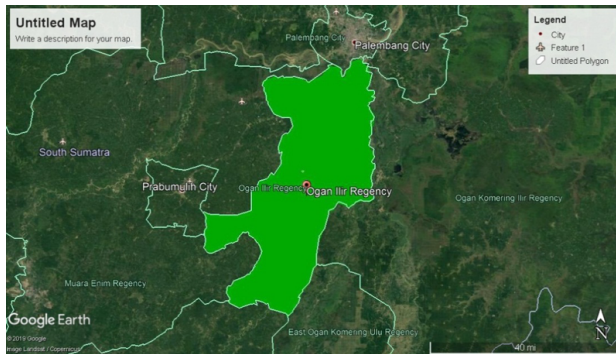 Untitled Map
Write a description for your map.
Legend
City
Feature 1
Untitled Polygon
Palembang City
Palembang City
South Sumatra
Prabumulih City
Ogan Ilir Regency
Ogan Ilir Regency
Ogan Komering Ilir Regency
Muara Enim Regency
East Ogan Komering Ulu Regency
Google Earth
© 2019 Google
Image Landsat / Copernicus
40 mi
N